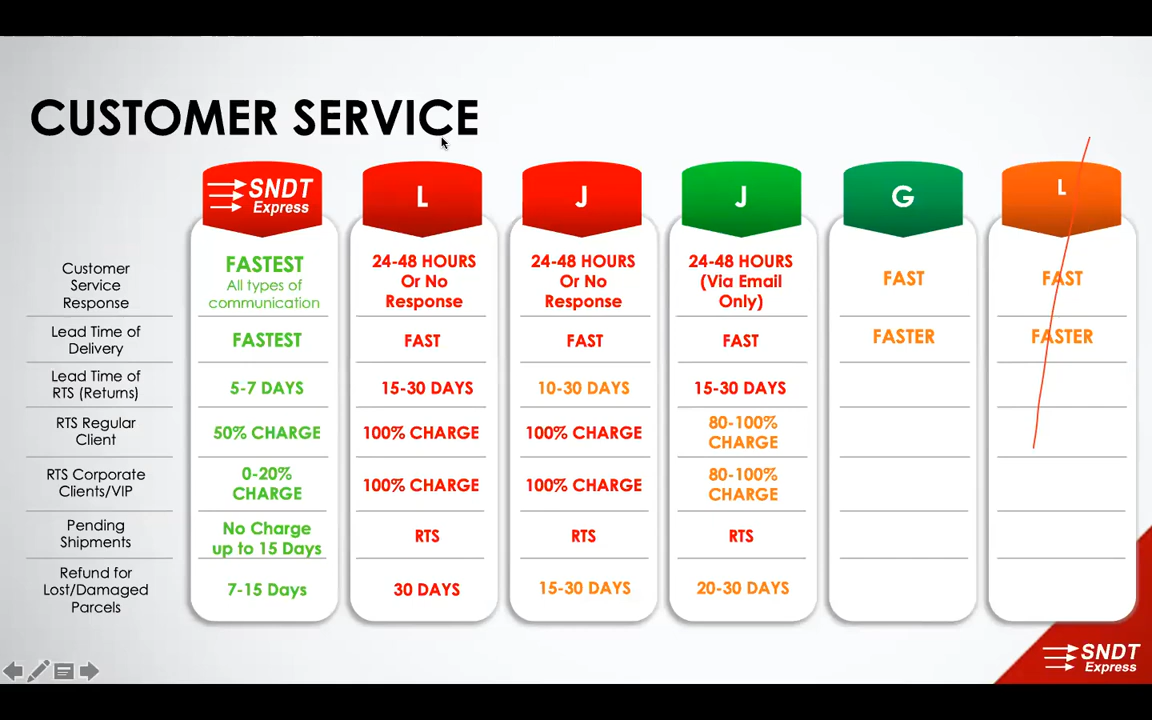 CUSTOMER SERVICE
SNDT
Express
L
J
J
G
L
Customer
Service
Response
FASTEST
All types of
communication
24-48 HOURS
Or No
Response
24-48 HOURS
Or No
Response
24-48 HOURS
(Via Email
Only)
FAST
FAST
Lead Time of
Delivery
FASTEST
FAST
FAST
FAST
FASTER
FASTER
Lead Time of
RTS (Returns)
5-7 DAYS
15-30 DAYS
10-30 DAYS
15-30 DAYS
RTS Regular
Client
50% CHARGE
100% CHARGE
100% CHARGE
80-100%
CHARGE
RTS Corporate
Clients/VIP
0-20%
CHARGE
100% CHARGE
100% CHARGE
80-100%
CHARGE
Pending
Shipments
No Charge
up to 15 Days
RTS
RTS
RTS
Refund for
Lost/Damaged
Parcels
7-15 Days
30 DAYS
15-30 DAYS
20-30 DAYS
SNDT
Express